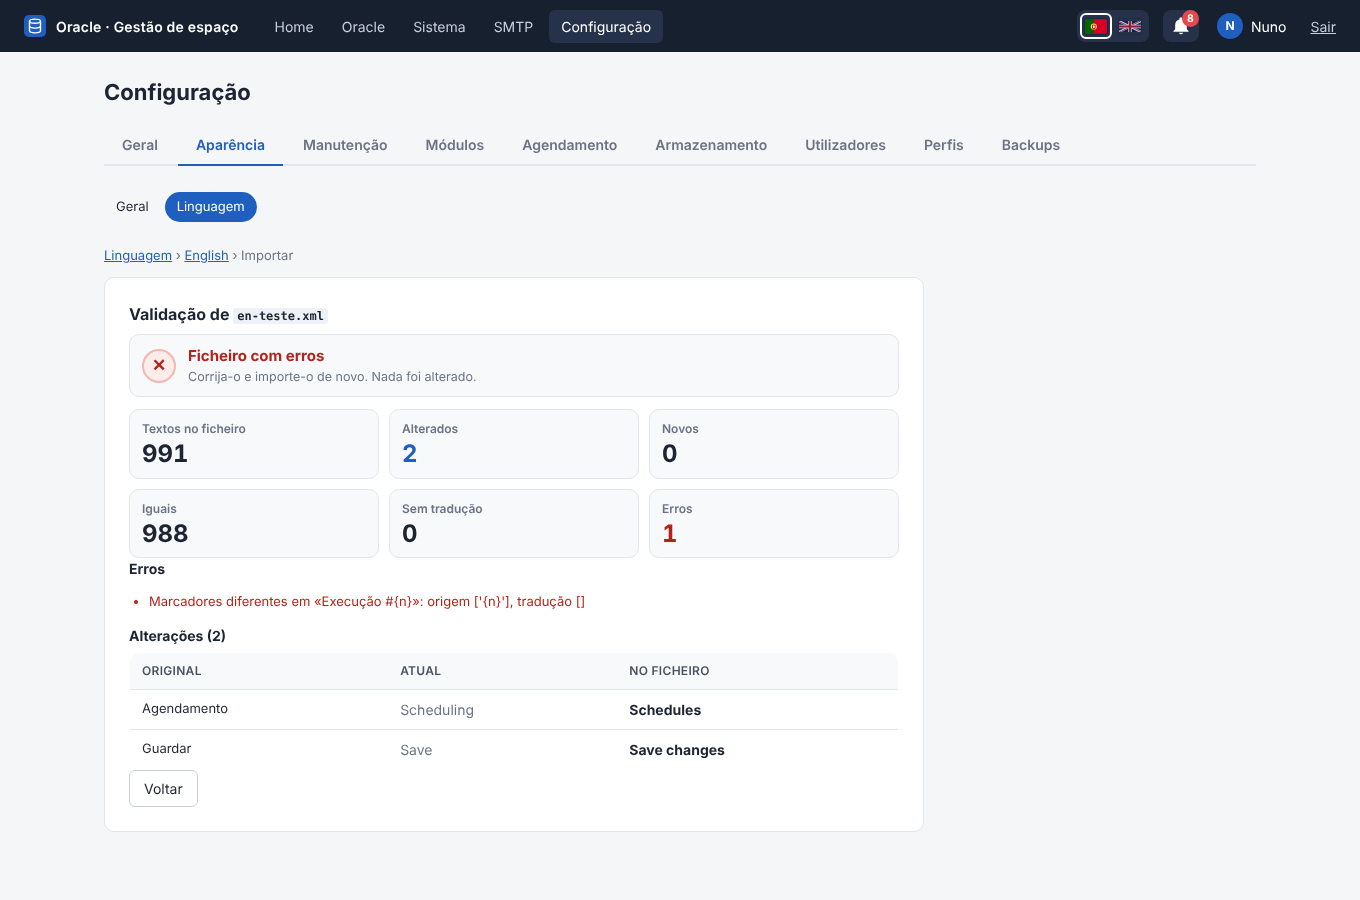 Oracle · Gestão de espaço Home Oracle Sistema SMTP Configuração 8 N Nuno Sair
Configuração
Geral Aparência Manutenção Módulos Agendamento Armazenamento Utilizadores Perfis Backups
Geral Linguagem
Linguagem › English › Importar
Validação de en-teste.xml
Ficheiro com erros
Corrija-o e importe-o de novo. Nada foi alterado.
Textos no ficheiro Alterados Novos
991 2 0
Iguais Sem tradução Erros
988 0 1
Erros
• Marcadores diferentes em «Execução #{n}»: origem ['{n}'], tradução []
Alterações (2)
ORIGINAL ATUAL NO FICHEIRO
Agendamento Scheduling Schedules
Guardar Save Save changes
Voltar